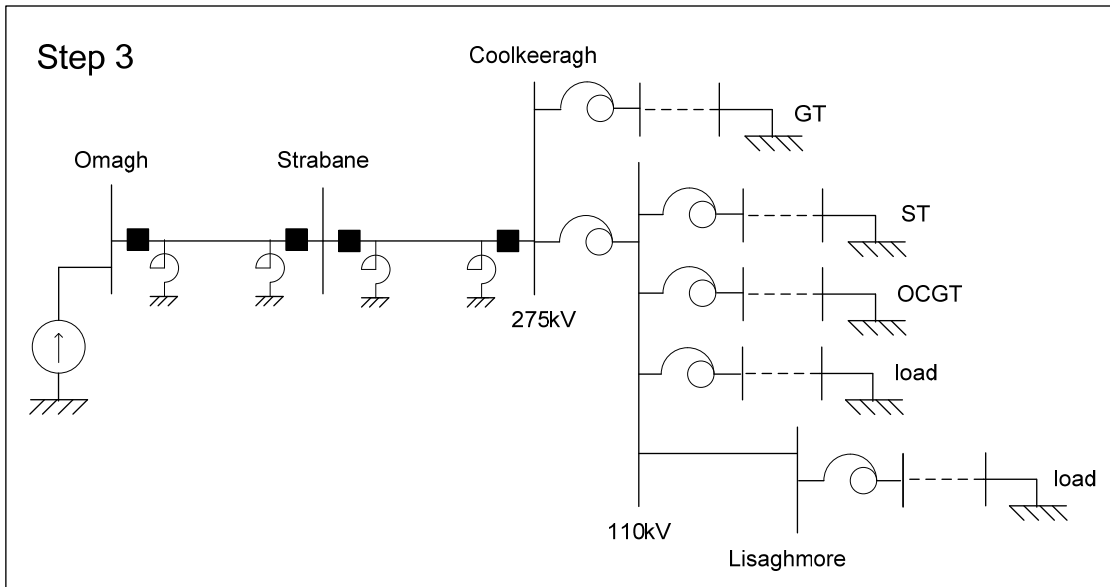 Step 3
Coolkeeragh
GT
Omagh
Strabane
ST
OCGT
275kV
load
load
110kV
Lisaghmore